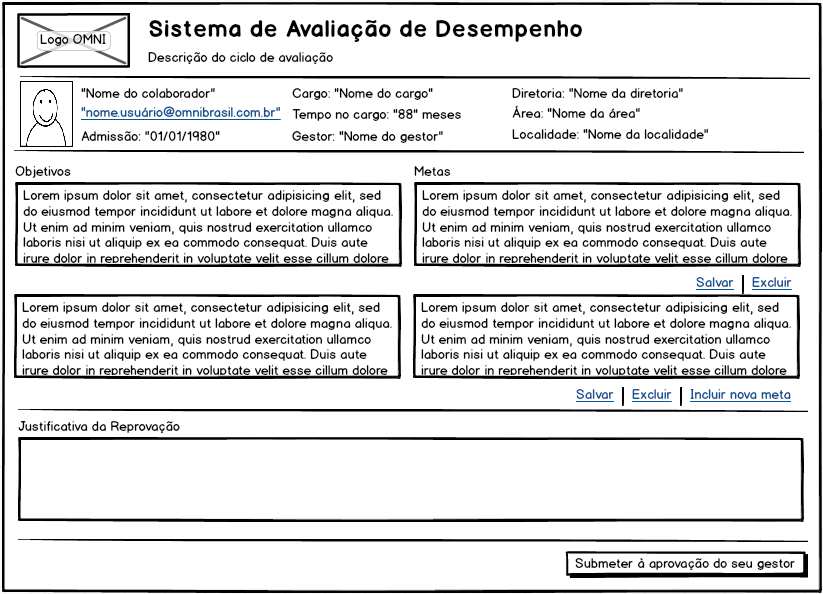 Logo OMNI
Sistema de Avaliação de Desempenho
Descrição do ciclo de avaliação
"Nome do colaborador"
"nome.usuário@omnibrasil.com.br"
Admissão: "01/01/1980"
Cargo: "Nome do cargo"
Tempo no cargo: "88" meses
Gestor: "Nome do gestor"
Diretoria: "Nome da diretoria"
Área: "Nome da área"
Localidade: "Nome da localidade"
Objetivos
Lorem ipsum dolor sit amet, consectetur adipisicing elit, sed
do eiusmod tempor incididunt ut labore et dolore magna aliqua.
Ut enim ad minim veniam, quis nostrud exercitation ullamco
laboris nisi ut aliquip ex ea commodo consequat. Duis aute
irure dolor in reprehenderit in voluptate velit esse cillum dolore
Metas
Lorem ipsum dolor sit amet, consectetur adipisicing elit, sed
do eiusmod tempor incididunt ut labore et dolore magna aliqua.
Ut enim ad minim veniam, quis nostrud exercitation ullamco
laboris nisi ut aliquip ex ea commodo consequat. Duis aute
irure dolor in reprehenderit in voluptate velit esse cillum dolore
Salvar | Excluir
Lorem ipsum dolor sit amet, consectetur adipisicing elit, sed
do eiusmod tempor incididunt ut labore et dolore magna aliqua.
Ut enim ad minim veniam, quis nostrud exercitation ullamco
laboris nisi ut aliquip ex ea commodo consequat. Duis aute
irure dolor in reprehenderit in voluptate velit esse cillum dolore
Lorem ipsum dolor sit amet, consectetur adipisicing elit, sed
do eiusmod tempor incididunt ut labore et dolore magna aliqua.
Ut enim ad minim veniam, quis nostrud exercitation ullamco
laboris nisi ut aliquip ex ea commodo consequat. Duis aute
irure dolor in reprehenderit in voluptate velit esse cillum dolore
Salvar | Excluir | Incluir nova meta
Justificativa da Reprovação
Submeter à aprovação do seu gestor